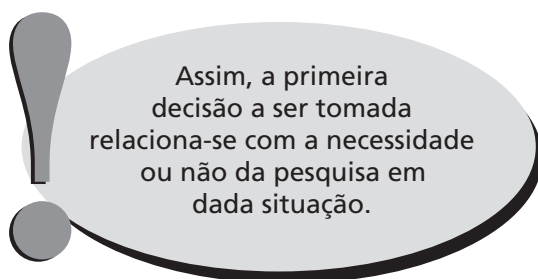 Assim, a primeira
decisão a ser tomada
relaciona-se com a necessidade
ou não da pesquisa em
dada situação.